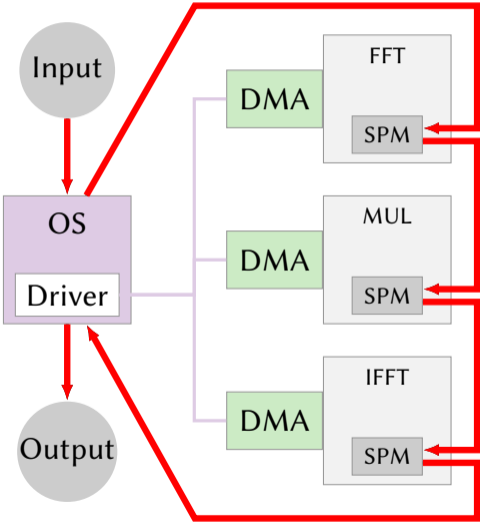 Input
OS
Driver
Output
DMA
FFT
SPM
DMA
MUL
SPM
DMA
IFFT
SPM